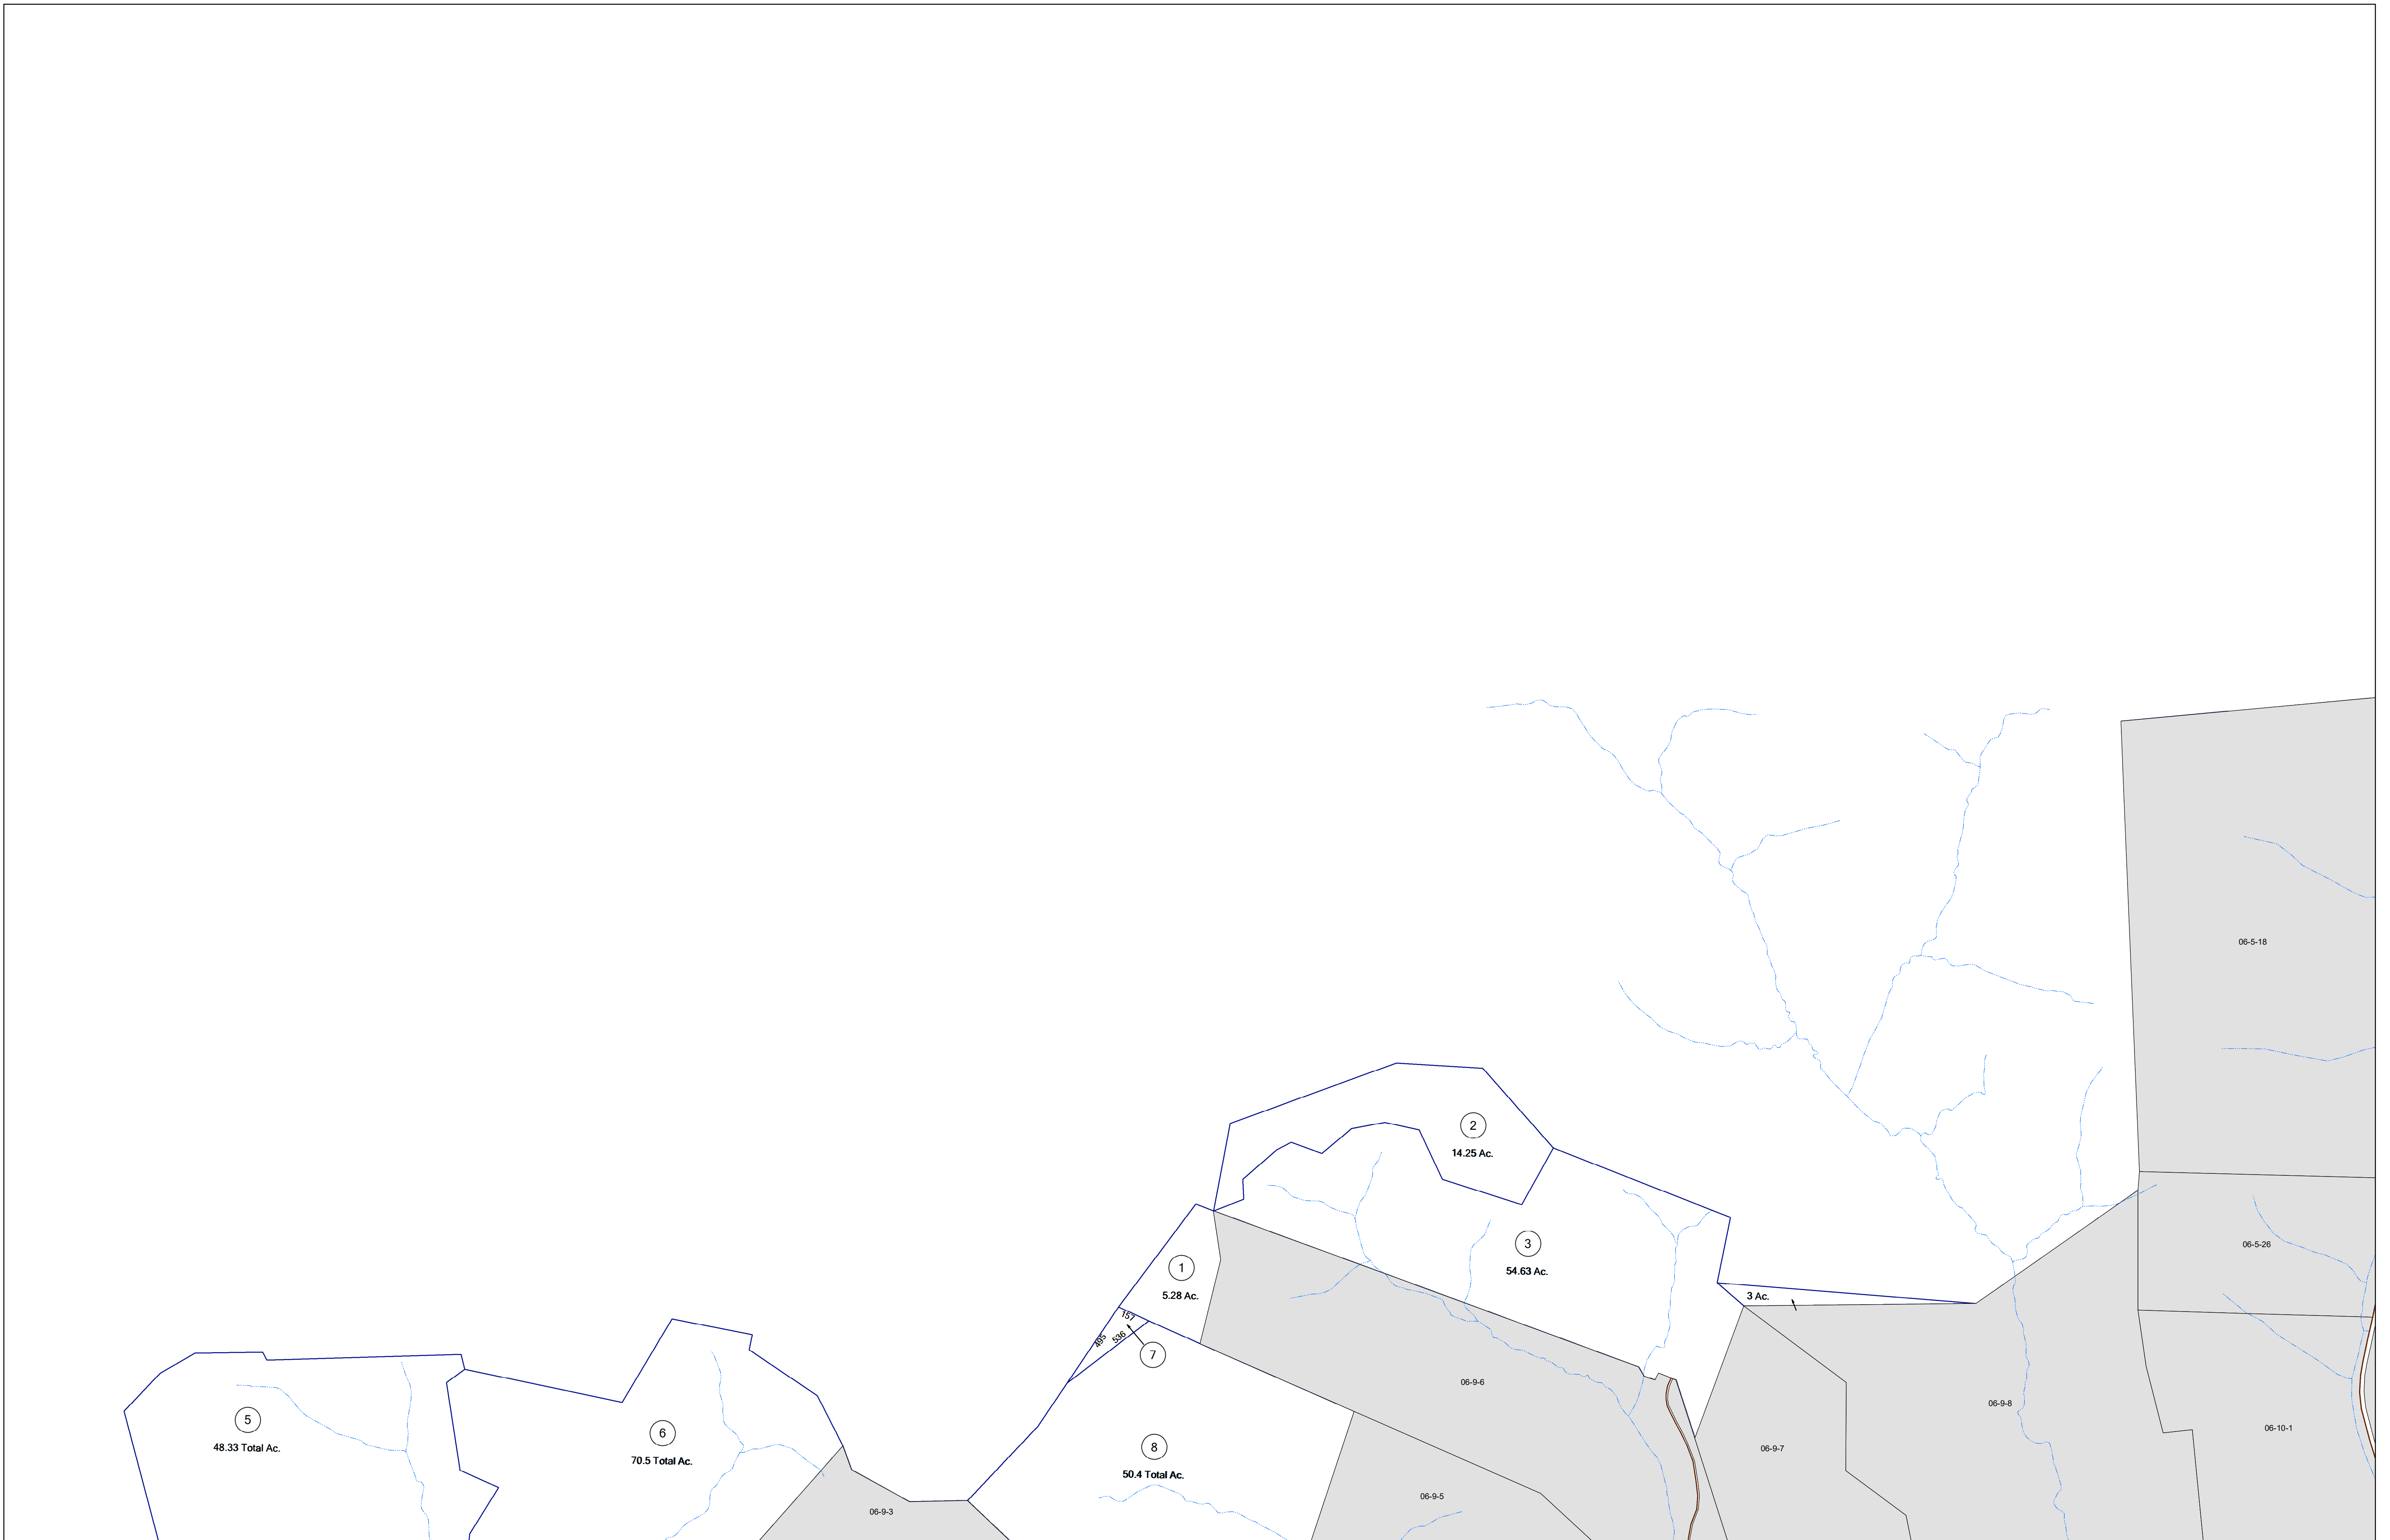 06-5-18
2
14.25 Ac.
3
54.63 Ac.
06-5-26
1
5.28 Ac.
3 Ac.
157
495
536
7
06-9-6
06-9-8
5
48.33 Total Ac.
6
70.5 Total Ac.
8
50.4 Total Ac.
06-9-7
06-10-1
06-9-5
06-9-3